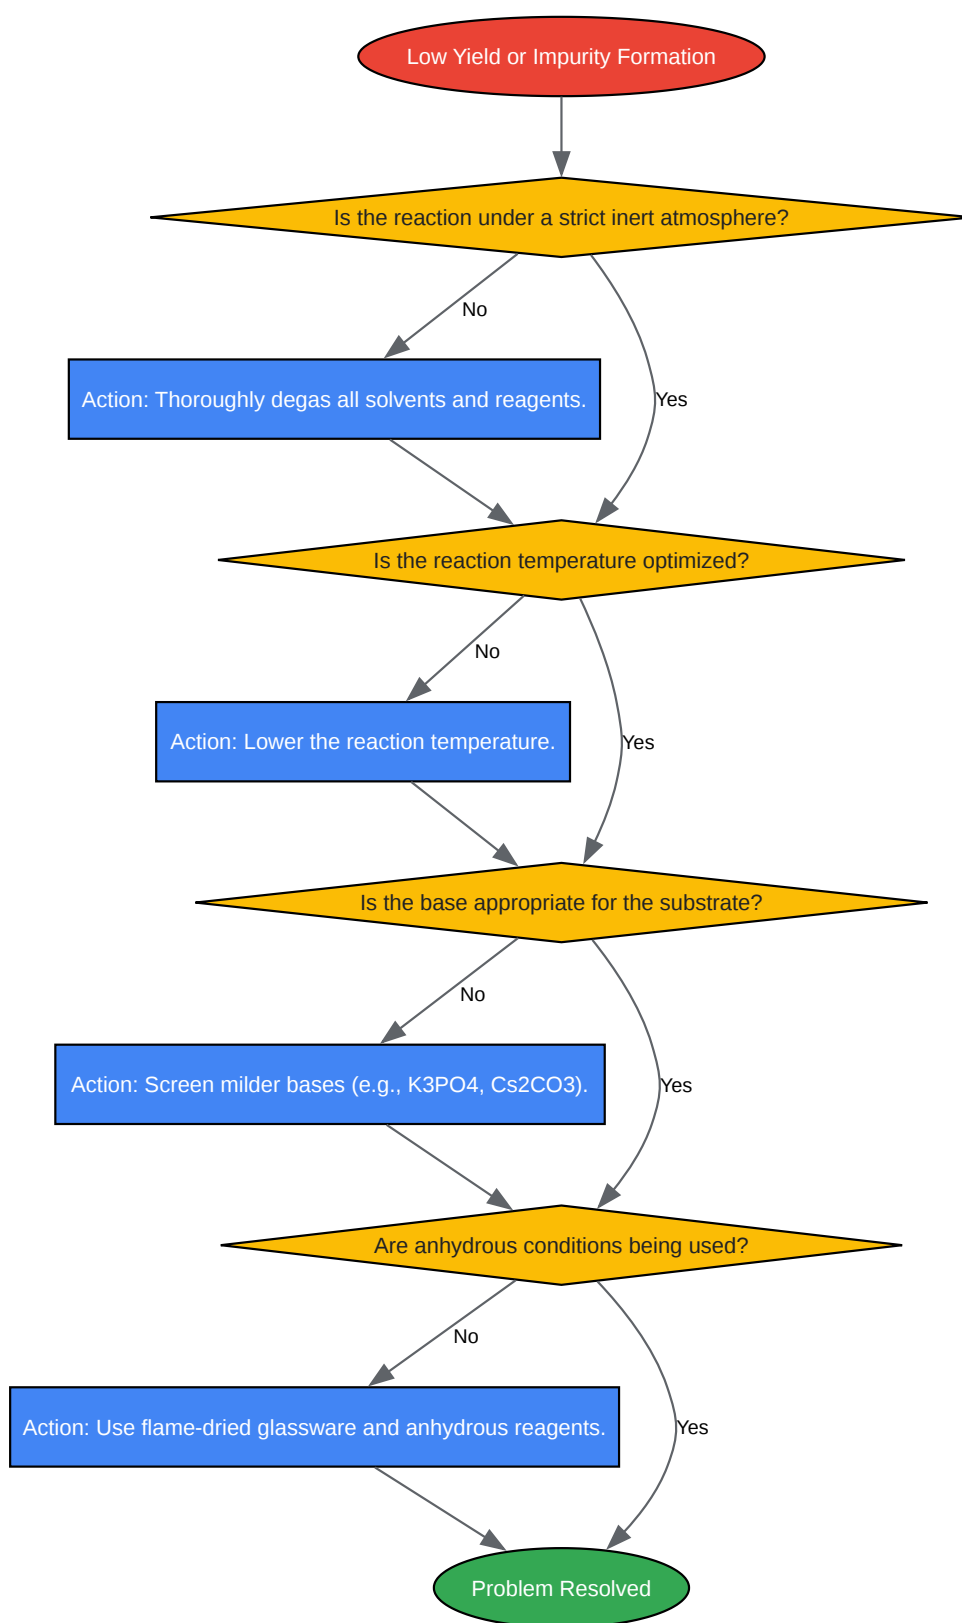 Low Yield or Impurity Formation
Is the reaction under a strict inert atmosphere?
No
Action: Thoroughly degas all solvents and reagents.
Yes
Is the reaction temperature optimized?
No
Action: Lower the reaction temperature.
Yes
Is the base appropriate for the substrate?
No
Action: Screen milder bases (e.g., K3PO4, Cs2CO3).
Yes
Are anhydrous conditions being used?
No
Action: Use flame-dried glassware and anhydrous reagents.
Yes
Problem Resolved